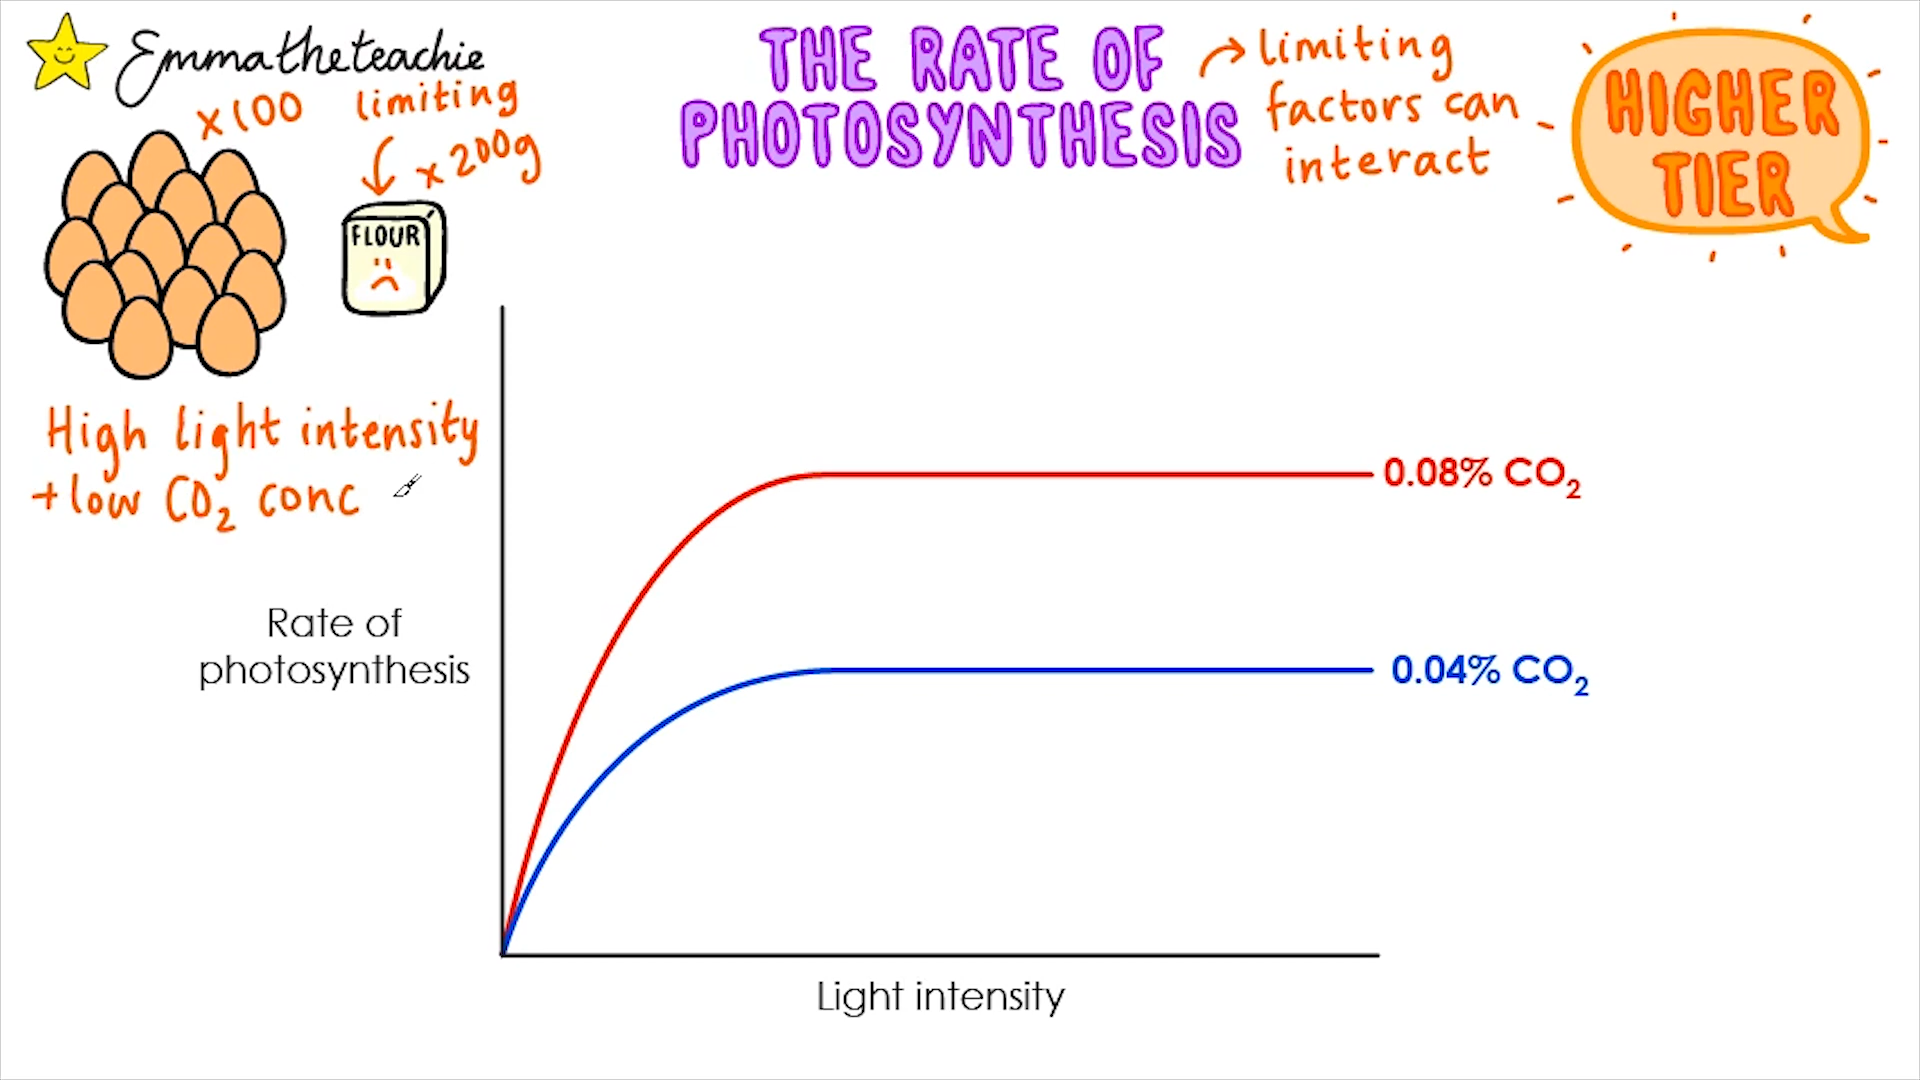 Emmatheteachie
THE RATE OF
PHOTOSYNTHESIS
limiting
factors can
interact
HIGHER
TIER
x100
limiting
x200g
FLOUR
High light intensity
+low CO₂ conc
0.08% CO₂
Rate of
photosynthesis
0.04% CO₂
Light intensity